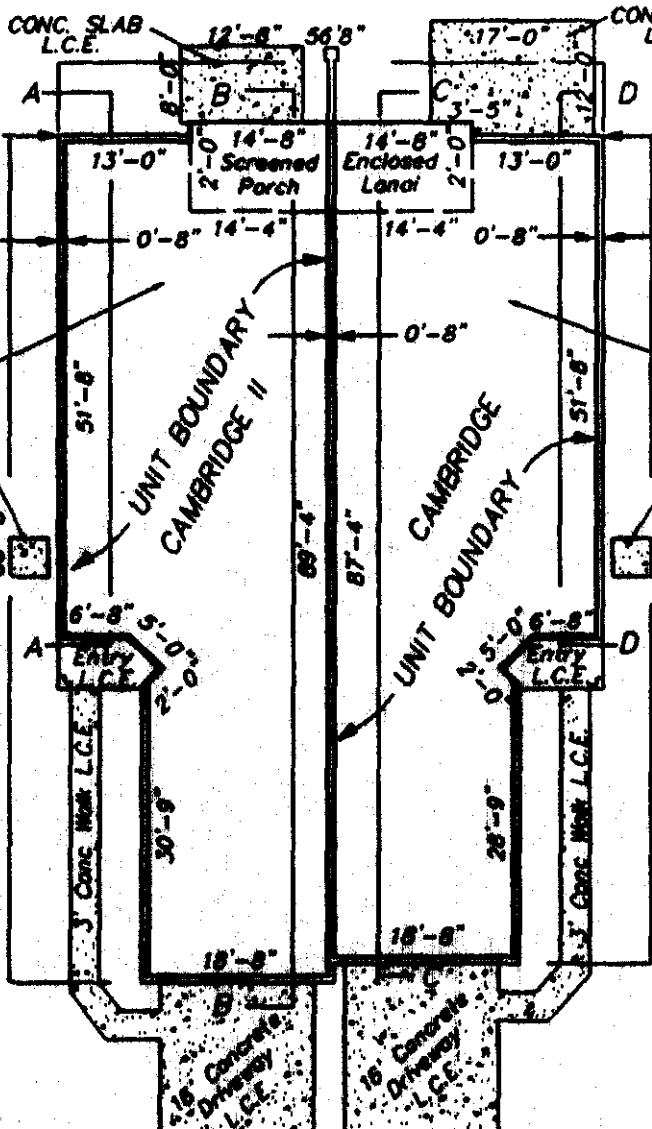 CONC. SLAB
L.C.E.
12'-8"
56'8"
17'-0"
CON
L
8'-0"
12'-0"
A
B
C
D
3'-5"
13'-0"
2'-0"
14'-8"
Screened
Porch
14'-8"
Enclosed
Lanai
2'-0"
13'-0"
0'-8"
14'-4"
14'-4"
0'-8"
0'-8"
51'-8"
UNIT BOUNDARY
CAMBRIDGE II
89'-4"
87'-4"
CAMBRIDGE
UNIT BOUNDARY
51'-8"
6'-8"
5'-0"
2'-0"
5'-0"
6'-8"
A
Entry
L.C.E.
Entry
L.C.E.
D
3' Conc Walk L.C.E.
30'-9"
28'-9"
3' Conc Walk L.C.E.
18'-8"
18'-8"
B
C
16' Concrete
Driveway
L.C.E.
16' Concrete
Driveway
L.C.E.